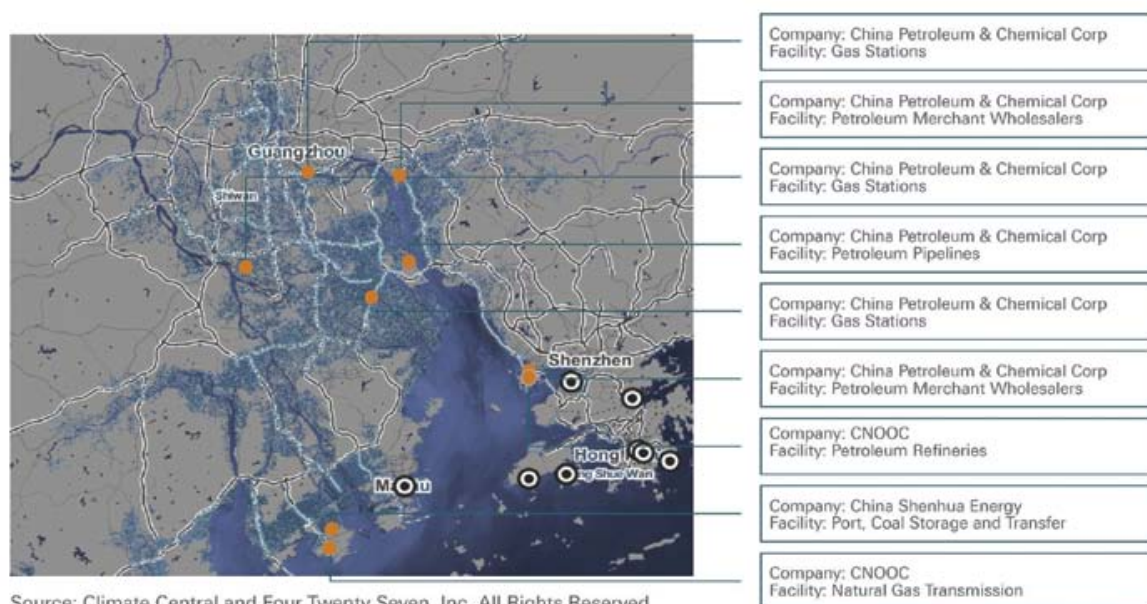 Company: China Petroleum & Chemical Corp
Facility: Gas Stations
Company: China Petroleum & Chemical Corp
Facility: Petroleum Merchant Wholesalers
Company: China Petroleum & Chemical Corp
Facility: Gas Stations
Company: China Petroleum & Chemical Corp
Facility: Petroleum Pipelines
Company: China Petroleum & Chemical Corp
Facility: Gas Stations
Company: China Petroleum & Chemical Corp
Facility: Petroleum Merchant Wholesalers
Company: CNOOC
Facility: Petroleum Refineries
Company: China Shenhua Energy
Facility: Port, Coal Storage and Transfer
Company: CNOOC
Facility: Natural Gas Transmission
Guangzhou
Shiwan
Shenzhen
Hong
Shue Wan
Source: Climate Central and Four Twenty Seven, Inc. All Rights Reserved